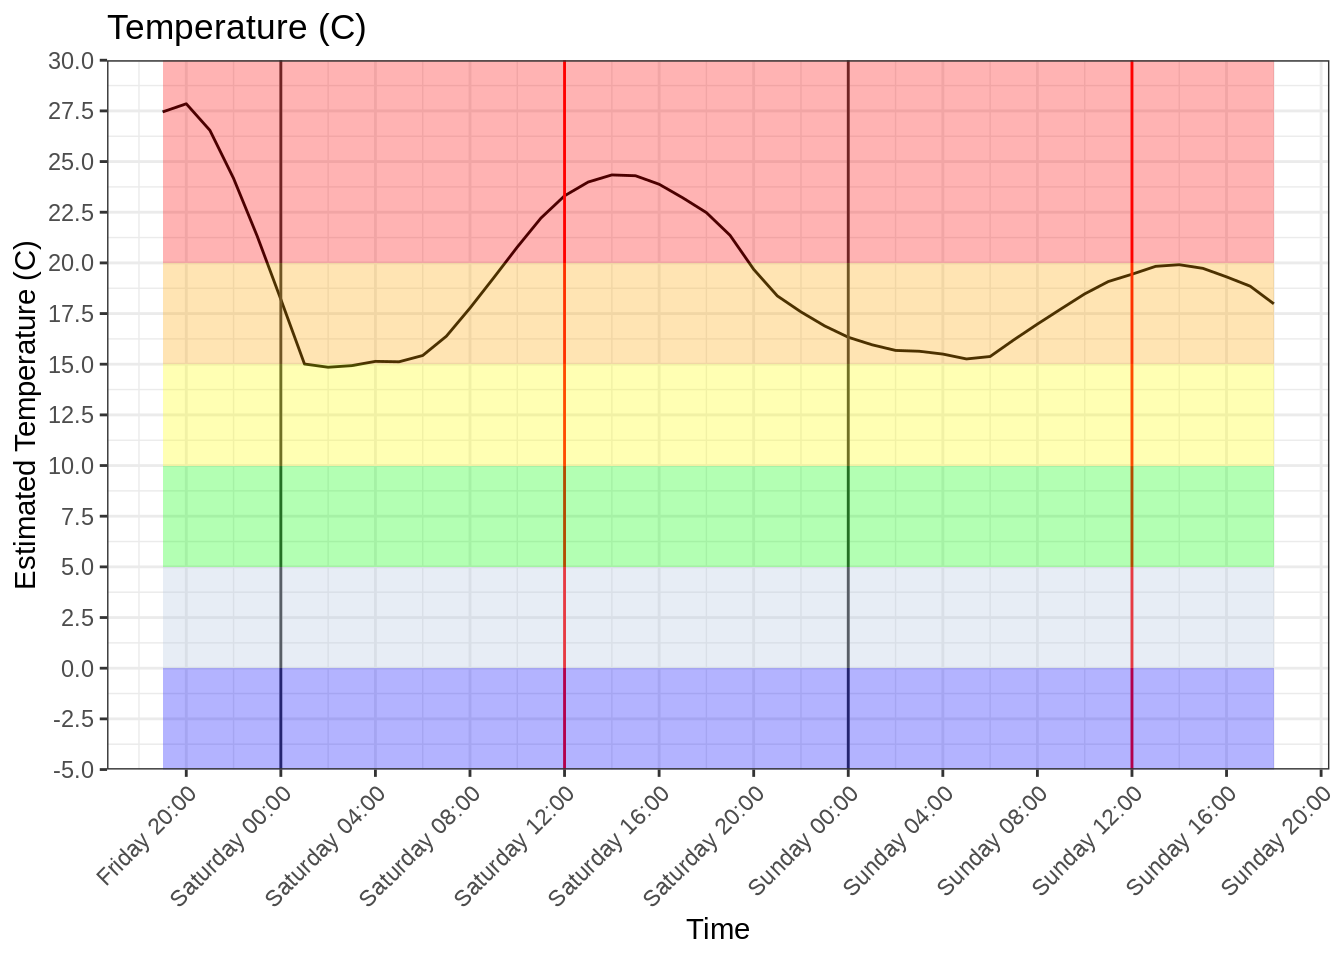 Temperature (C)
Estimated Temperature (C)
30.0
27.5
25.0
22.5
20.0
17.5
15.0
12.5
10.0
7.5
5.0
2.5
0.0
-2.5
-5.0
Friday 20:00
Saturday 00:00
Saturday 04:00
Saturday 08:00
Saturday 12:00
Saturday 16:00
Saturday 20:00
Sunday 00:00
Sunday 04:00
Sunday 08:00
Sunday 12:00
Sunday 16:00
Sunday 20:00
Time